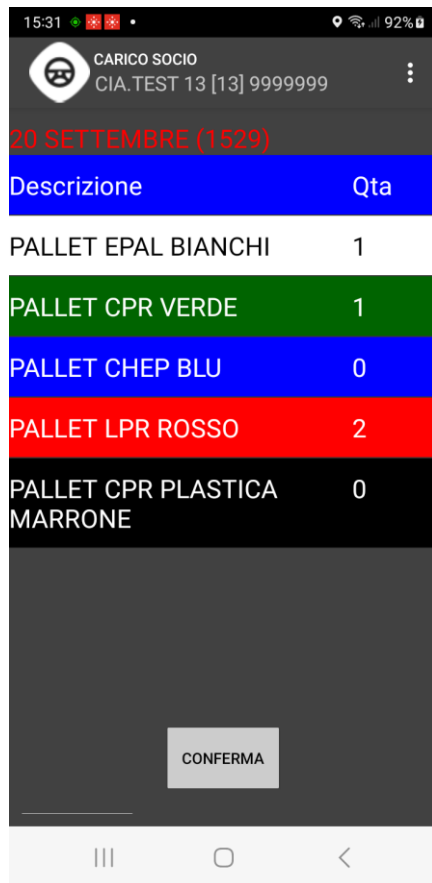 15:31 92%
CARICO SOCIO
CIA.TEST 13 [13] 9999999
20 SETTEMBRE (1529)
Descrizione Qta
PALLET EPAL BIANCHI 1
PALLET CPR VERDE 1
PALLET CHEP BLU 0
PALLET LPR ROSSO 2
PALLET CPR PLASTICA 0
MARRONE
CONFERMA